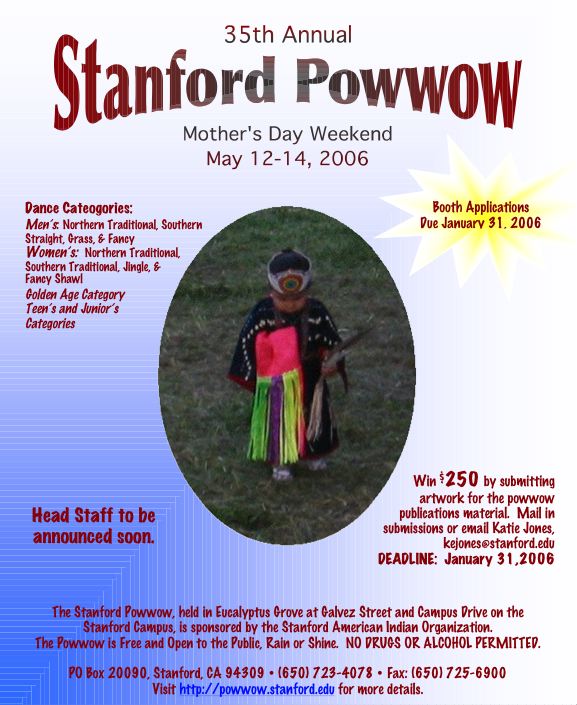 35th Annual
Stanford Powwow
Mother's Day Weekend
May 12-14, 2006
Dance Cateogories:
Men's: Northern Traditional, Southern
Straight, Grass, & Fancy
Women's: Northern Traditional,
Southern Traditional, Jingle, &
Fancy Shawl
Golden Age Category
Teen's and Junior's
Categories
Booth Applications
Due January 31, 2006
Head Staff to be
announced soon.
Win $250 by submitting
artwork for the powwow
publications material. Mail in
submissions or email Katie Jones,
kejones@stanford.edu
DEADLINE: January 31,2006
The Stanford Powwow, held in Eucalyptus Grove at Galvez Street and Campus Drive on the
Stanford Campus, is sponsored by the Stanford American Indian Organization.
The Powwow is Free and Open to the Public, Rain or Shine. NO DRUGS OR ALCOHOL PERMITTED.
PO Box 20090, Stanford, CA 94309 • (650) 723-4078 • Fax: (650) 725-6900
Visit http://powwow.stanford.edu for more details.